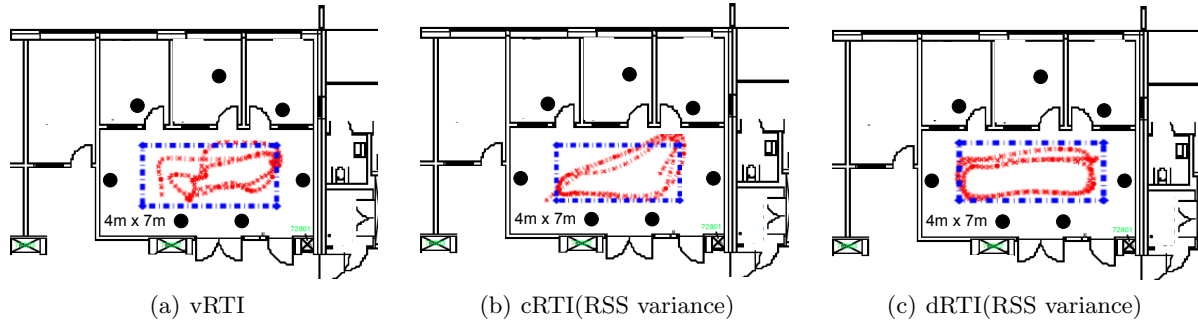 4m x 7m
72801
4m x 7m
72801
4m x 7m
72801
(a) vRTI
(b) cRTI(RSS variance)
(c) dRTI(RSS variance)